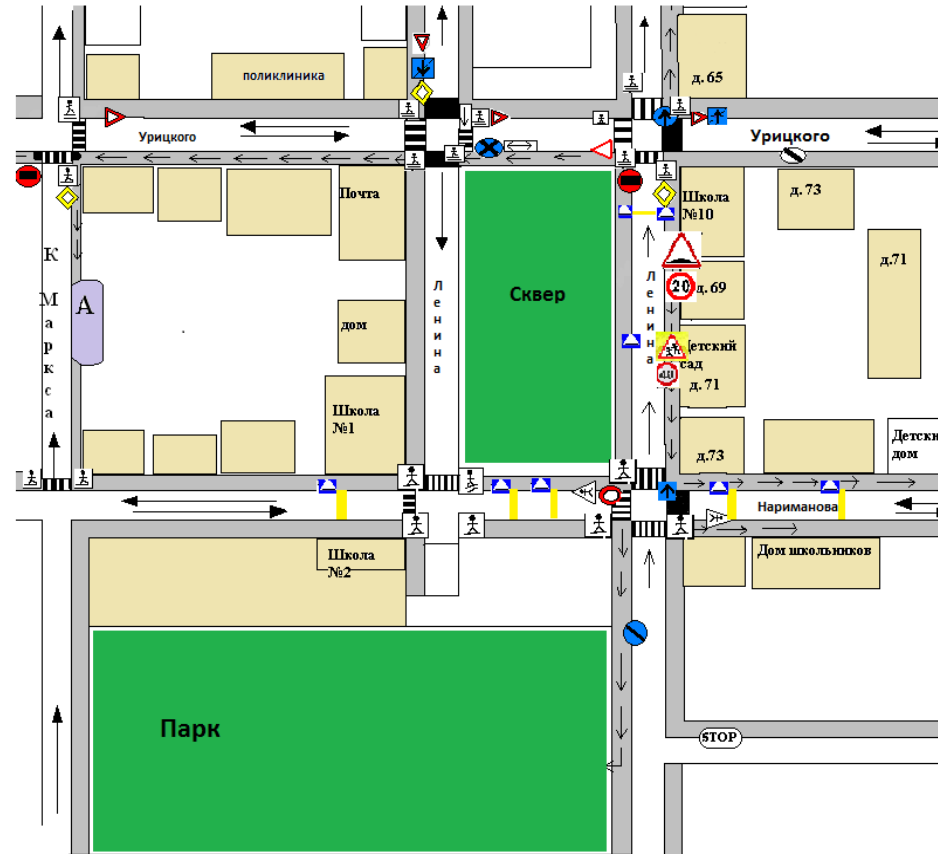 поликлиника
д. 65
Урицкого
Урицкого
Почта
Школа
№10
д. 73
К
Маркса
А
Ленина
Сквер
Ленина
20
д. 69
д.71
дом
Детский
сад
д. 71
Школа
№1
д.73
Детски
дом
Нариманова
Школа
№2
Дом школьников
Парк
STOP